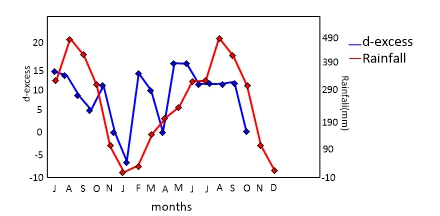 20
15
10
5
0
-5
-10
d-excess
490
390
290
190
90
-10
Rainfall(mm)
d-excess
Rainfall
J A S O N J F M A M J J A S O N D
months